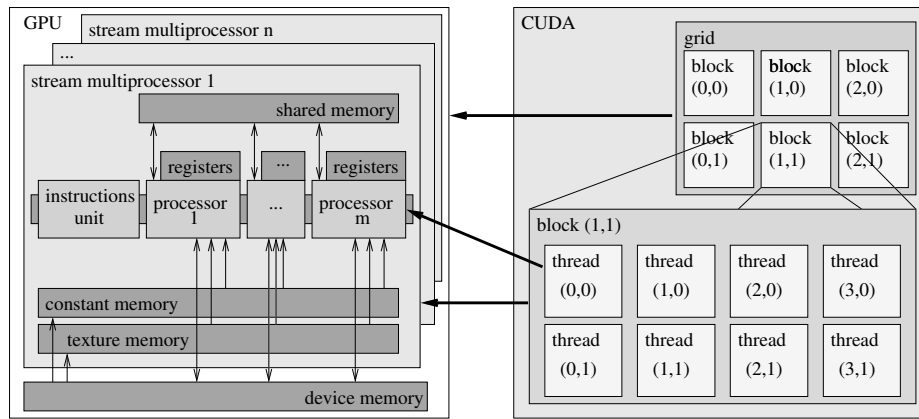 GPU
stream multiprocessor n
...
stream multiprocessor 1
shared memory
registers
...
registers
instructions unit
processor 1
...
processor m
constant memory
texture memory
device memory
CUDA
grid
block (0,0)
block (1,0)
block (2,0)
block (0,1)
block (1,1)
block (2,1)
block (1,1)
thread (0,0)
thread (1,0)
thread (2,0)
thread (3,0)
thread (0,1)
thread (1,1)
thread (2,1)
thread (3,1)